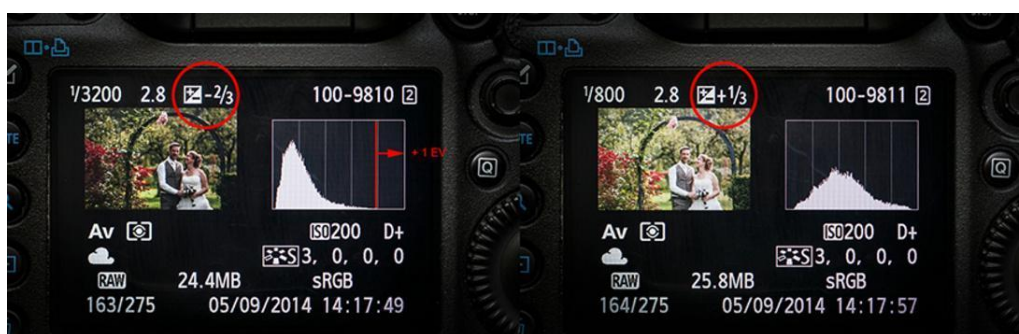 1/3200 2.8 -2/3 100-9810 2
+ 1 EV
Q
Av ISO200 D+
S 3, 0, 0, 0
RAW 24.4MB sRGB
163/275 05/09/2014 14:17:49
1/800 2.8 +1/3 100-9811 2
Q
Av ISO200 D+
S 3, 0, 0, 0
RAW 25.8MB sRGB
164/275 05/09/2014 14:17:57